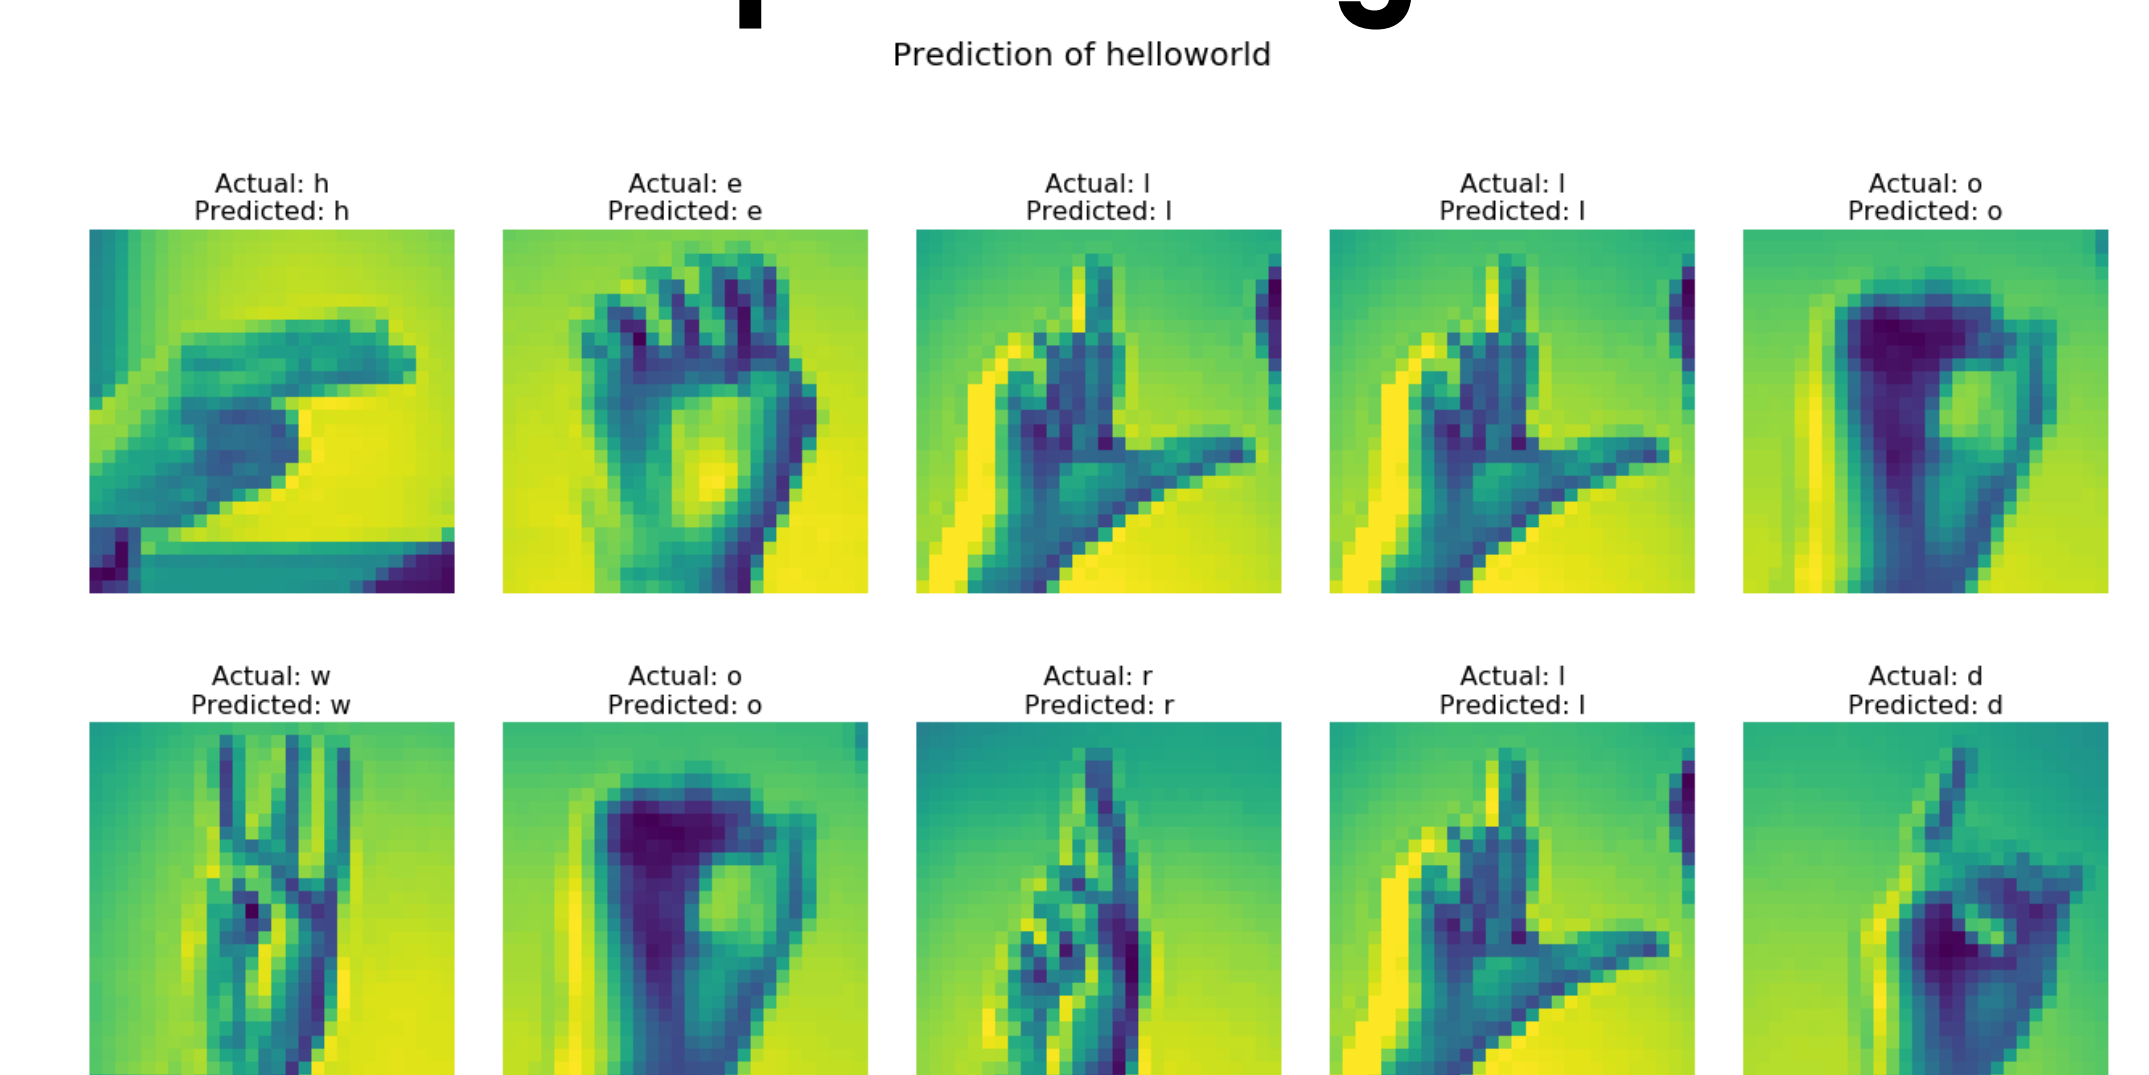 Prediction of helloworld
Actual: h
Predicted: h
Actual: e
Predicted: e
Actual: l
Predicted: l
Actual: l
Predicted: l
Actual: o
Predicted: o
Actual: w
Predicted: w
Actual: o
Predicted: o
Actual: r
Predicted: r
Actual: l
Predicted: l
Actual: d
Predicted: d